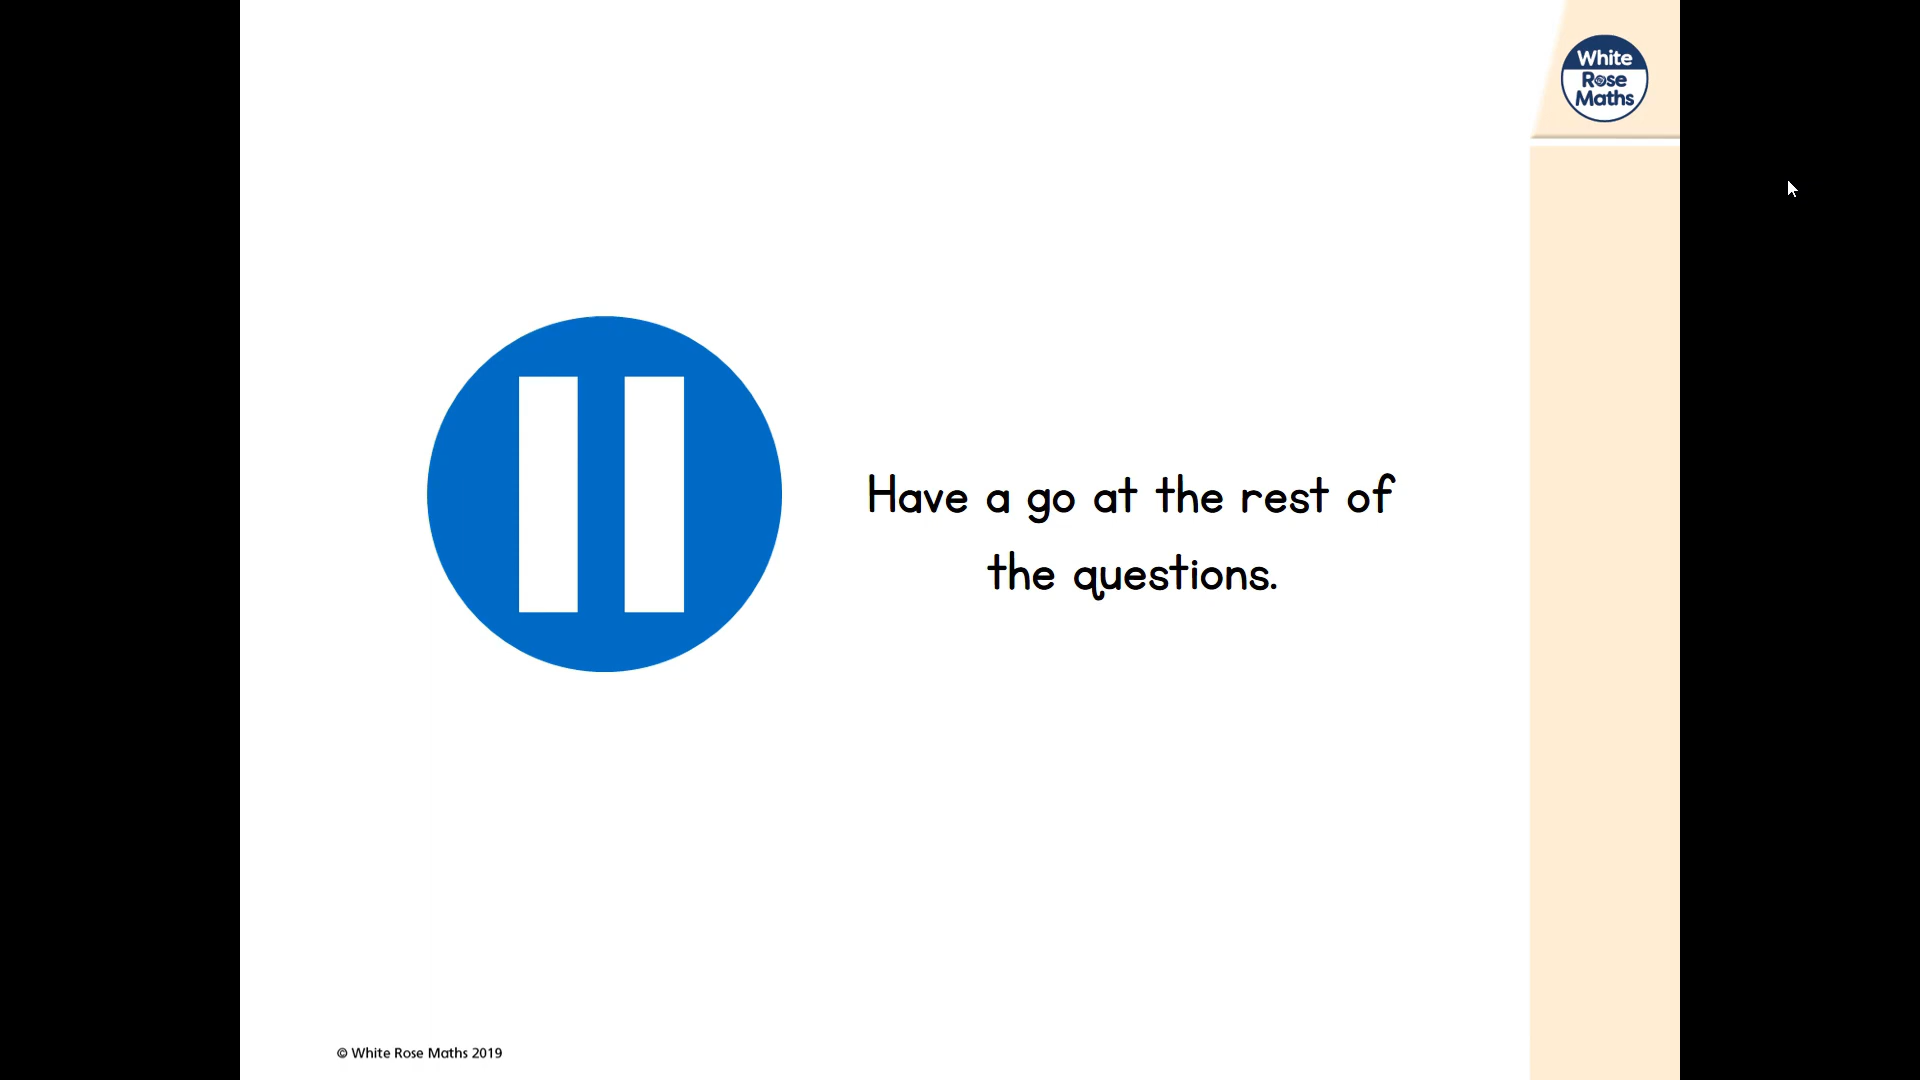 White
Rose
Maths
Have a go at the rest of
the questions.
© White Rose Maths 2019